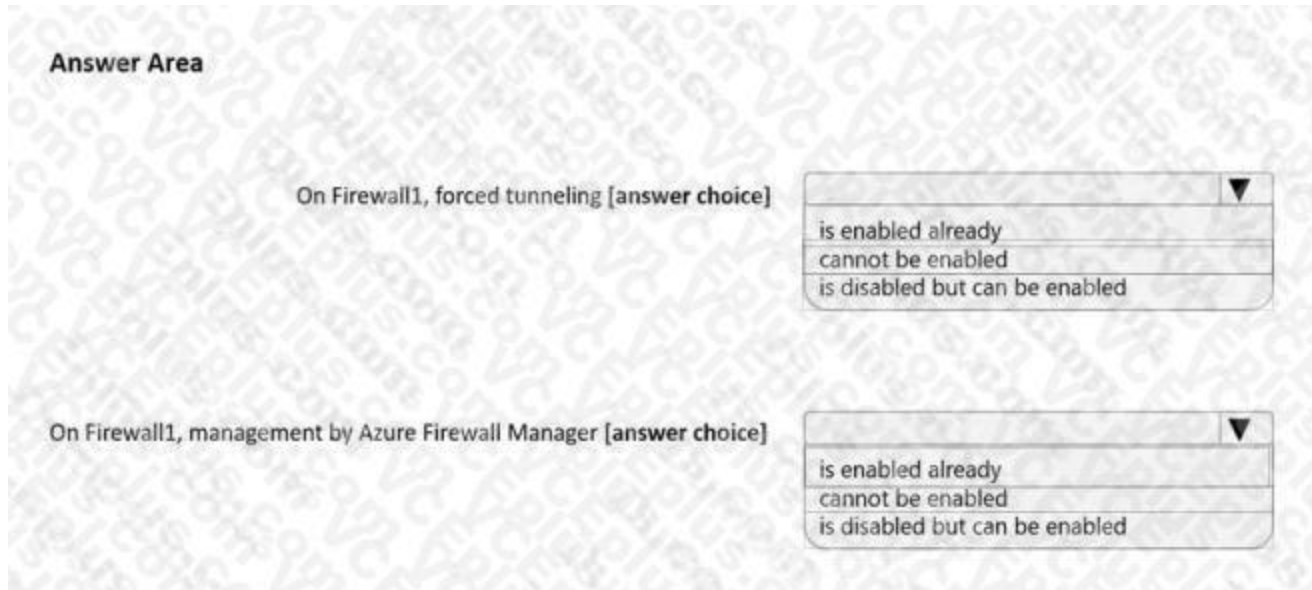 Answer Area
On Firewall1, forced tunneling [answer choice]
is enabled already
cannot be enabled
is disabled but can be enabled
On Firewall1, management by Azure Firewall Manager [answer choice]
is enabled already
cannot be enabled
is disabled but can be enabled